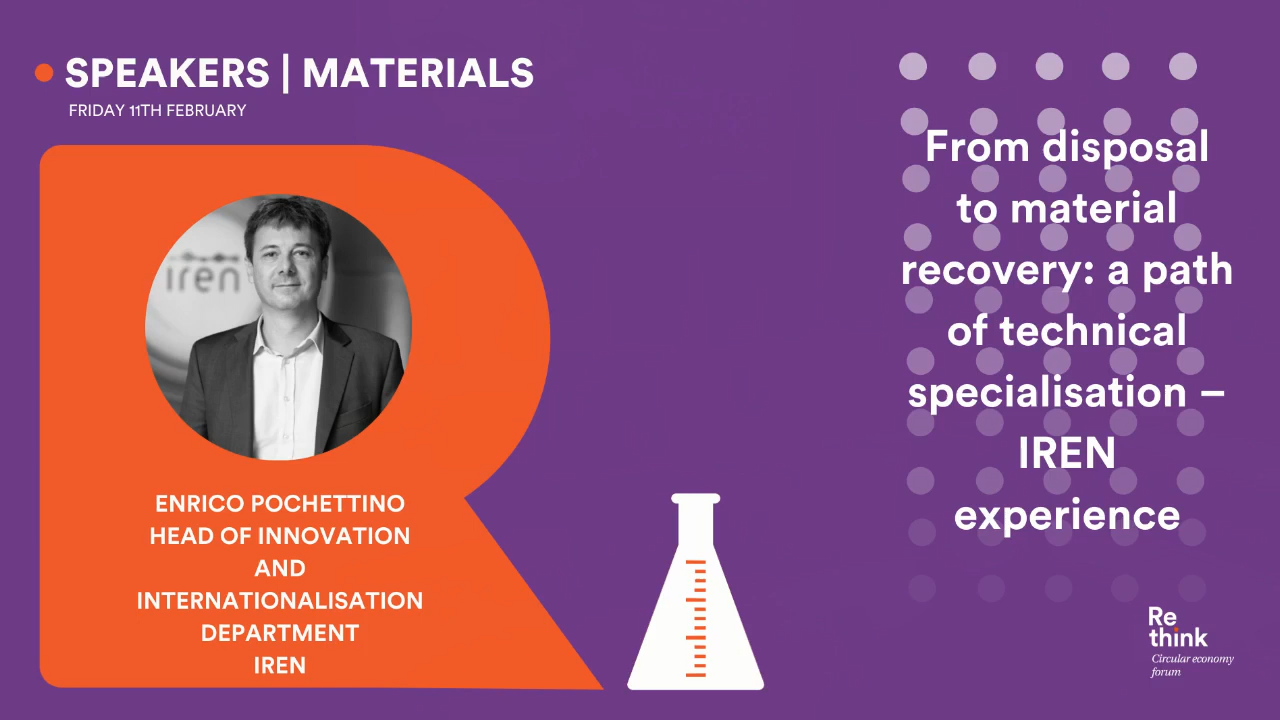 SPEAKERS | MATERIALS
FRIDAY 11TH FEBRUARY
iren
ENRICO POCHETTINO
HEAD OF INNOVATION
AND
INTERNATIONALISATION
DEPARTMENT
IREN
From disposal
to material
recovery: a path
of technical
specialisation –
IREN
experience
Re
think
Circular economy
forum